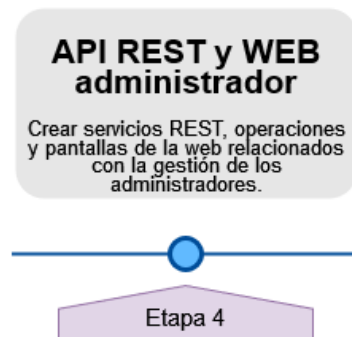 API REST y WEB
administrador
Crear servicios REST, operaciones
y pantallas de la web relacionados
con la gestión de los
administradores.
Etapa 4